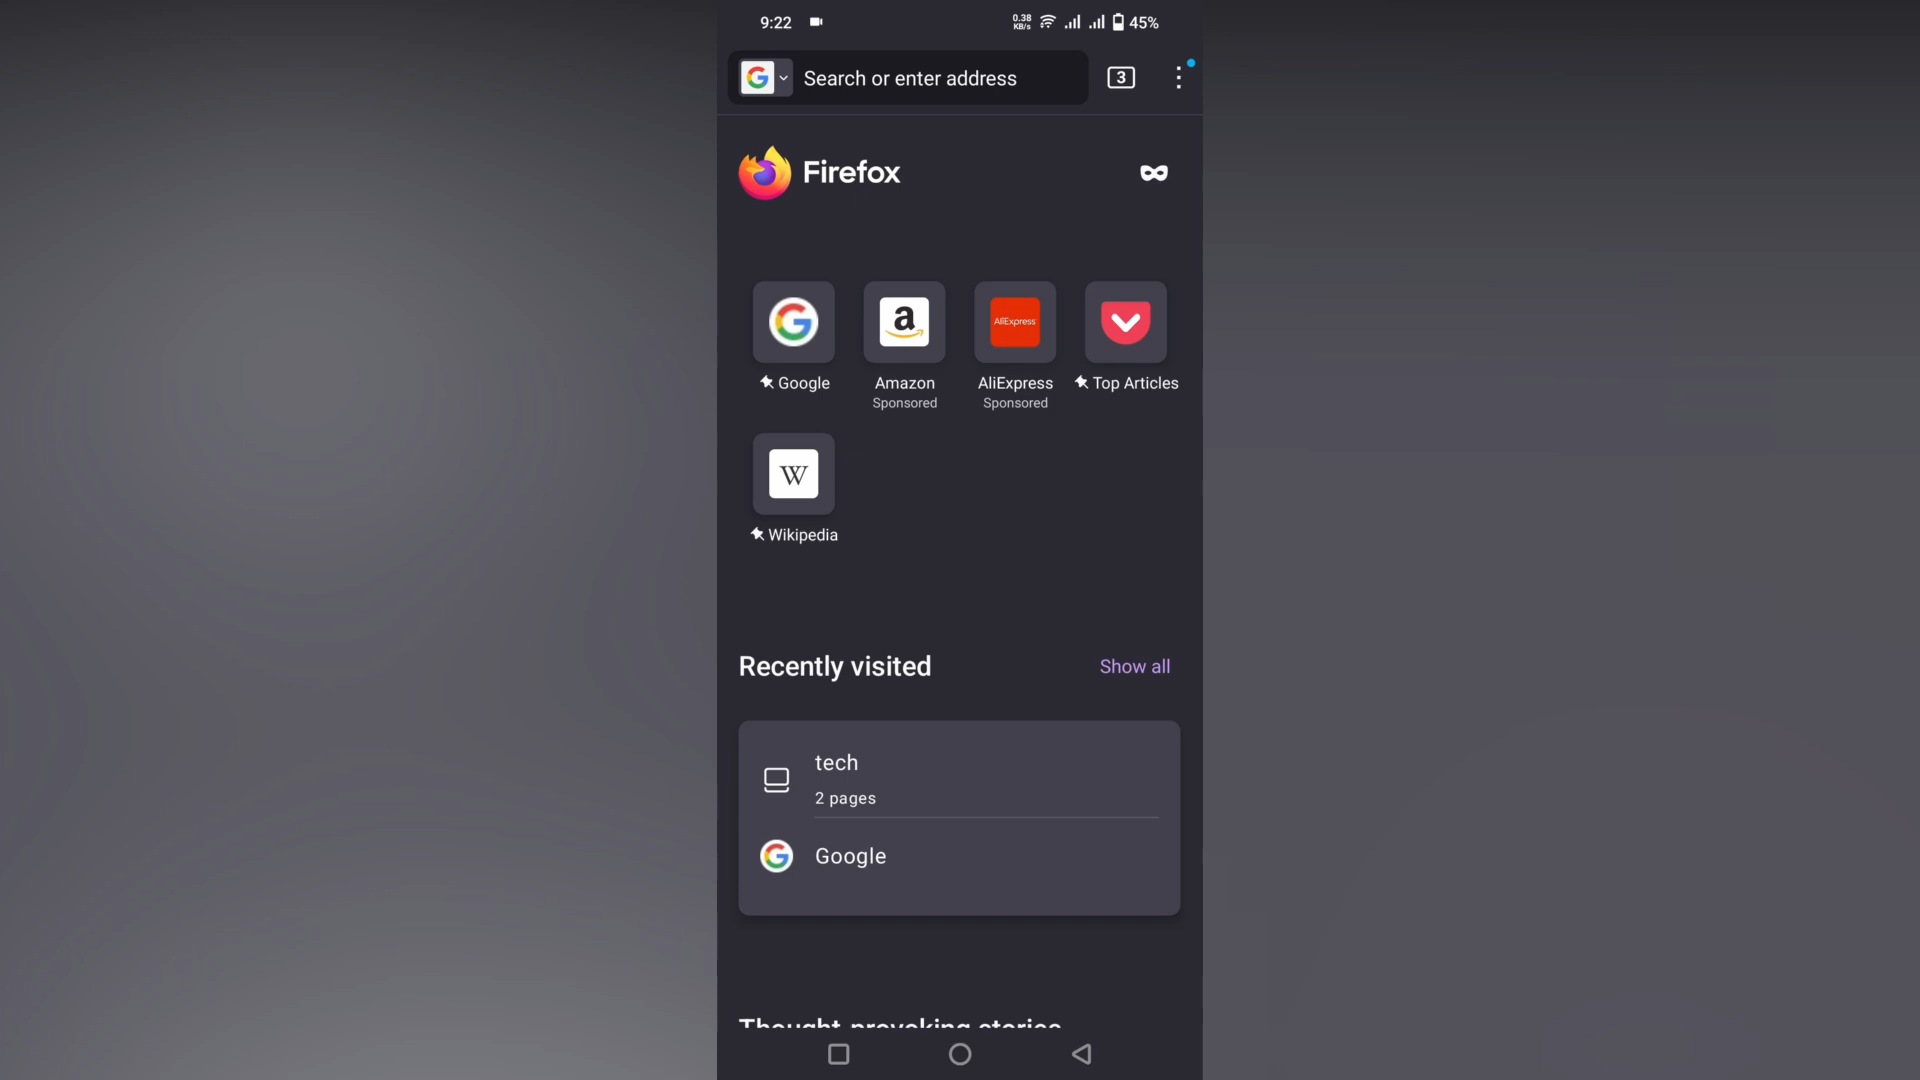 9:22
0.38
KB/s
45%
Search or enter address
3
Firefox
Google
Amazon
AliExpress
Top Articles
Sponsored
Sponsored
AliExpress
Wikipedia
Recently visited
Show all
tech
2 pages
Google
Thought-provoking stories